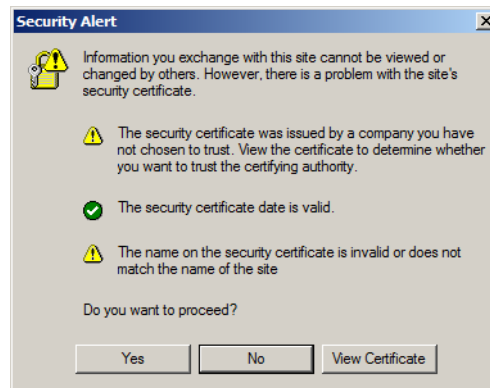 Security Alert
Information you exchange with this site cannot be viewed or
changed by others. However, there is a problem with the site's
security certificate.
The security certificate was issued by a company you have
not chosen to trust. View the certificate to determine whether
you want to trust the certifying authority.
The security certificate date is valid.
The name on the security certificate is invalid or does not
match the name of the site
Do you want to proceed?
Yes
No
View Certificate